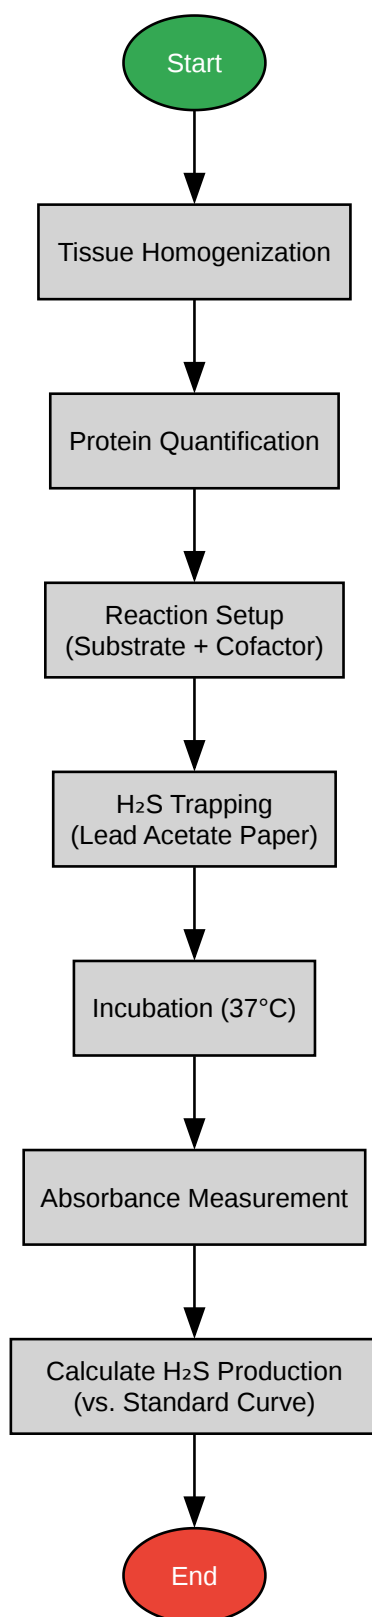 Start
Tissue Homogenization
Protein Quantification
Reaction Setup
(Substrate + Cofactor)
H₂S Trapping
(Lead Acetate Paper)
Incubation (37°C)
Absorbance Measurement
Calculate H₂S Production
(vs. Standard Curve)
End